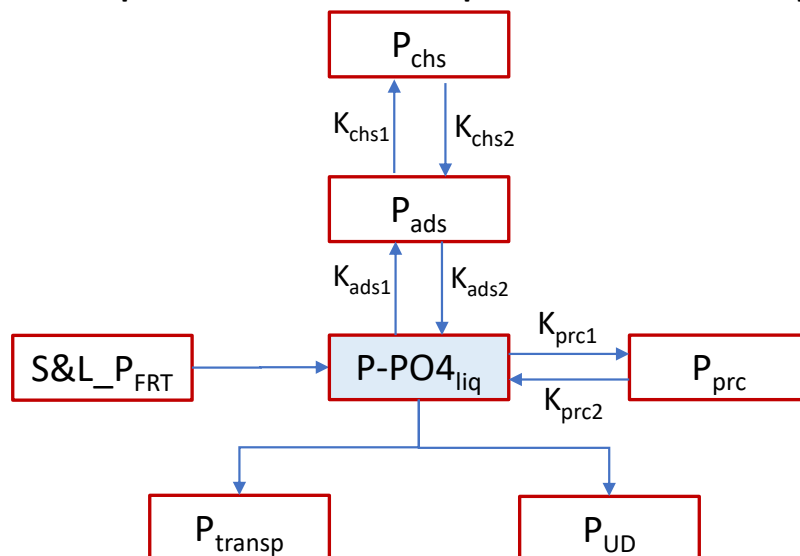 P_chs
K_chs1
K_chs2
P_ads
K_ads1
K_ads2
S&L_P_FRT
P-PO4_liq
K_prc1
P_prc
K_prc2
P_transp
P_UD